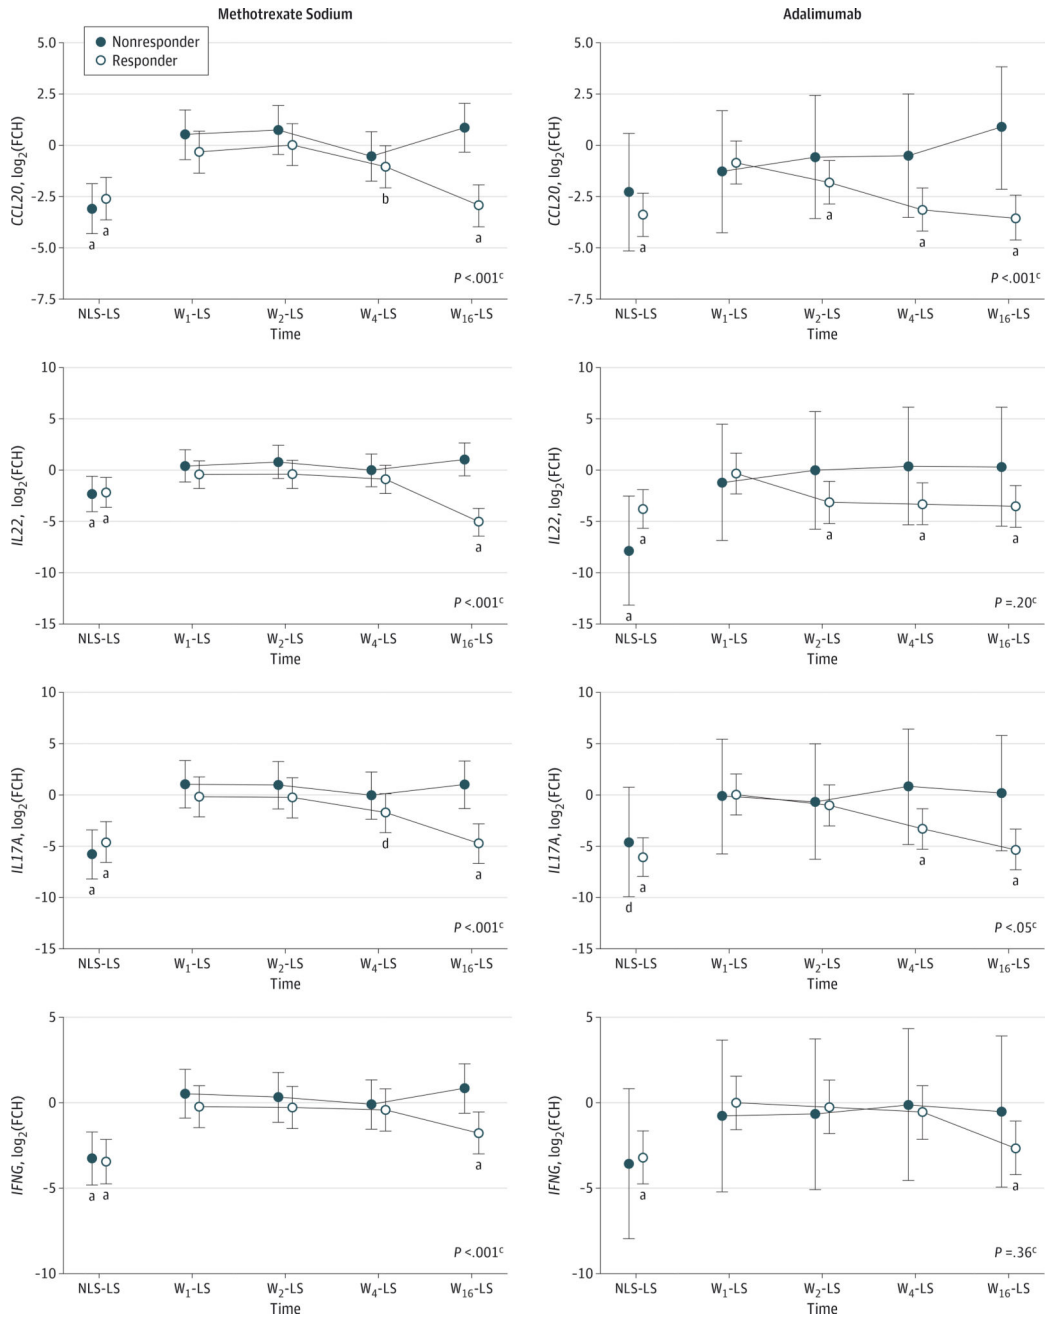 Methotrexate Sodium
Nonresponder
Responder
CCL20, log2(FCH)
5.0
2.5
0
-2.5
-5.0
-7.5
a
a
b
a
P <.001c
NLS-LS W1-LS W2-LS W4-LS W16-LS
Time
Adalimumab
CCL20, log2(FCH)
5.0
2.5
0
-2.5
-5.0
-7.5
a
a
a
a
P <.001c
NLS-LS W1-LS W2-LS W4-LS W16-LS
Time
IL22, log2(FCH)
10
5
0
-5
-10
-15
a
a
a
P <.001c
NLS-LS W1-LS W2-LS W4-LS W16-LS
Time
IL22, log2(FCH)
10
5
0
-5
-10
-15
a
a
a
a
a
P =.20c
NLS-LS W1-LS W2-LS W4-LS W16-LS
Time
IL17A, log2(FCH)
10
5
0
-5
-10
-15
a
a
d
a
P <.001c
NLS-LS W1-LS W2-LS W4-LS W16-LS
Time
IL17A, log2(FCH)
10
5
0
-5
-10
-15
d
a
a
a
P <.05c
NLS-LS W1-LS W2-LS W4-LS W16-LS
Time
IFNG, log2(FCH)
5
0
-5
-10
a
a
a
P <.001c
NLS-LS W1-LS W2-LS W4-LS W16-LS
Time
IFNG, log2(FCH)
5
0
-5
-10
a
a
P =.36c
NLS-LS W1-LS W2-LS W4-LS W16-LS
Time